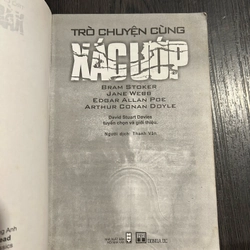 TRÒ CHUYỆN CÙNG
XÁC ƯỚP
BRAM STOKER
JANE WEBB
EDGAR ALLAN POE
ARTHUR CONAN DOYLE
David Stuart Davies
tuyển chọn và giới thiệu
Người dịch: Thanh Vân